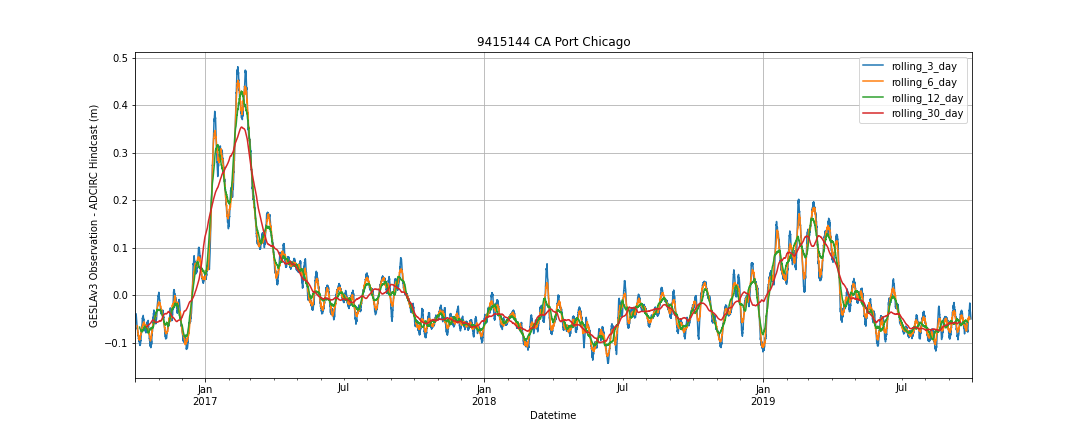 9415144 CA Port Chicago
GESLAv3 Observation - ADCIRC Hindcast (m)
0.5
0.4
0.3
0.2
0.1
0.0
−0.1
rolling_3_day
rolling_6_day
rolling_12_day
rolling_30_day
Jan
2017
Jul
Jan
2018
Jul
Jan
2019
Jul
Datetime